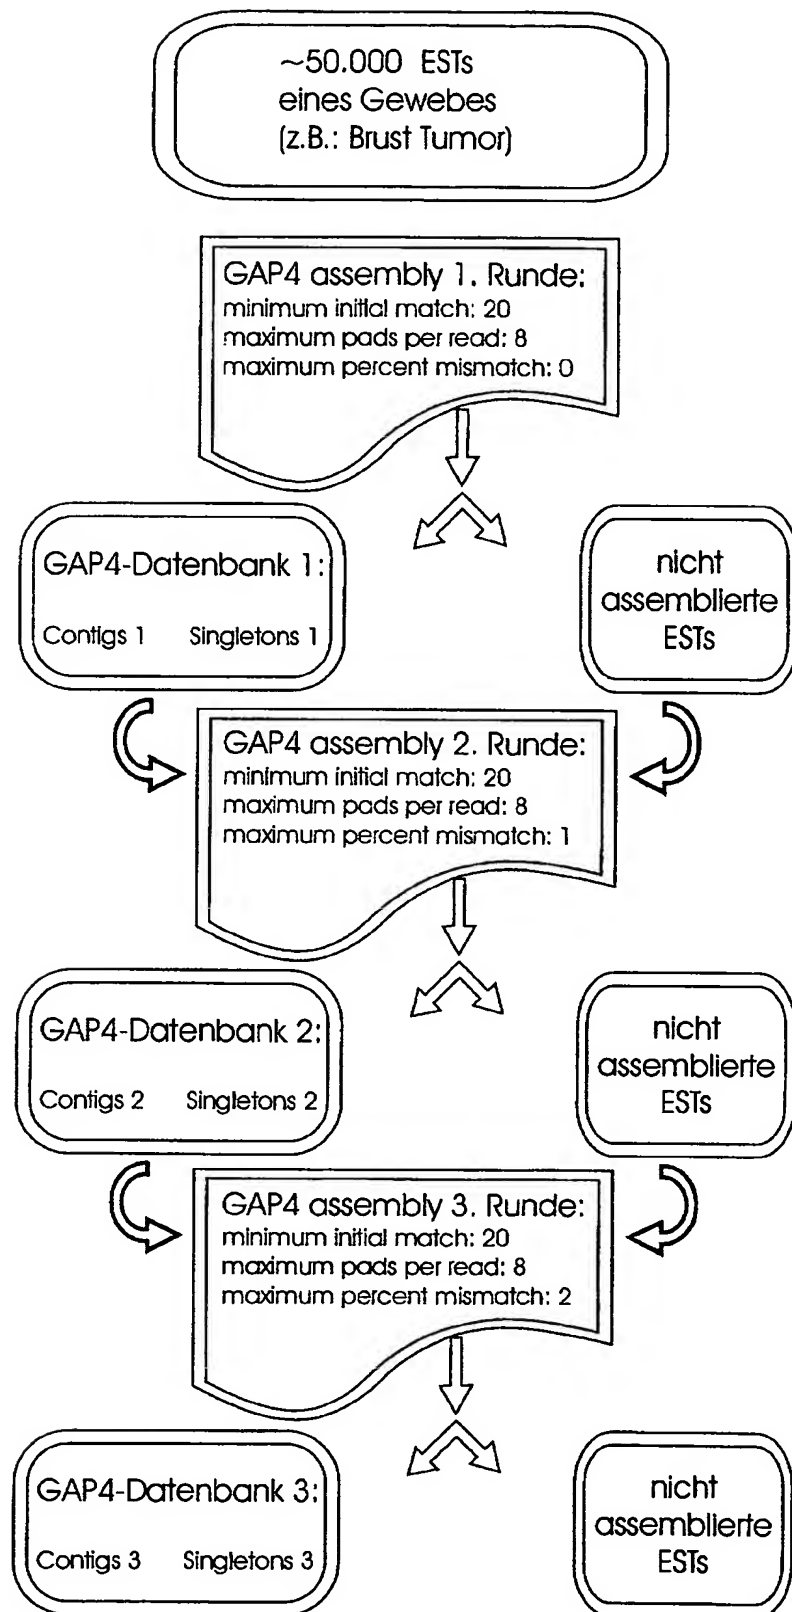 ~50.000 ESTs
eines Gewebes
(z.B.: Brust Tumor)
GAP4 assembly 1. Runde:
minimum initial match: 20
maximum pads per read: 8
maximum percent mismatch: 0
GAP4-Datenbank 1:
Contigs 1 Singletons 1
nicht
assemblierte
ESTs
GAP4 assembly 2. Runde:
minimum initial match: 20
maximum pads per read: 8
maximum percent mismatch: 1
GAP4-Datenbank 2:
Contigs 2 Singletons 2
nicht
assemblierte
ESTs
GAP4 assembly 3. Runde:
minimum initial match: 20
maximum pads per read: 8
maximum percent mismatch: 2
GAP4-Datenbank 3:
Contigs 3 Singletons 3
nicht
assemblierte
ESTs